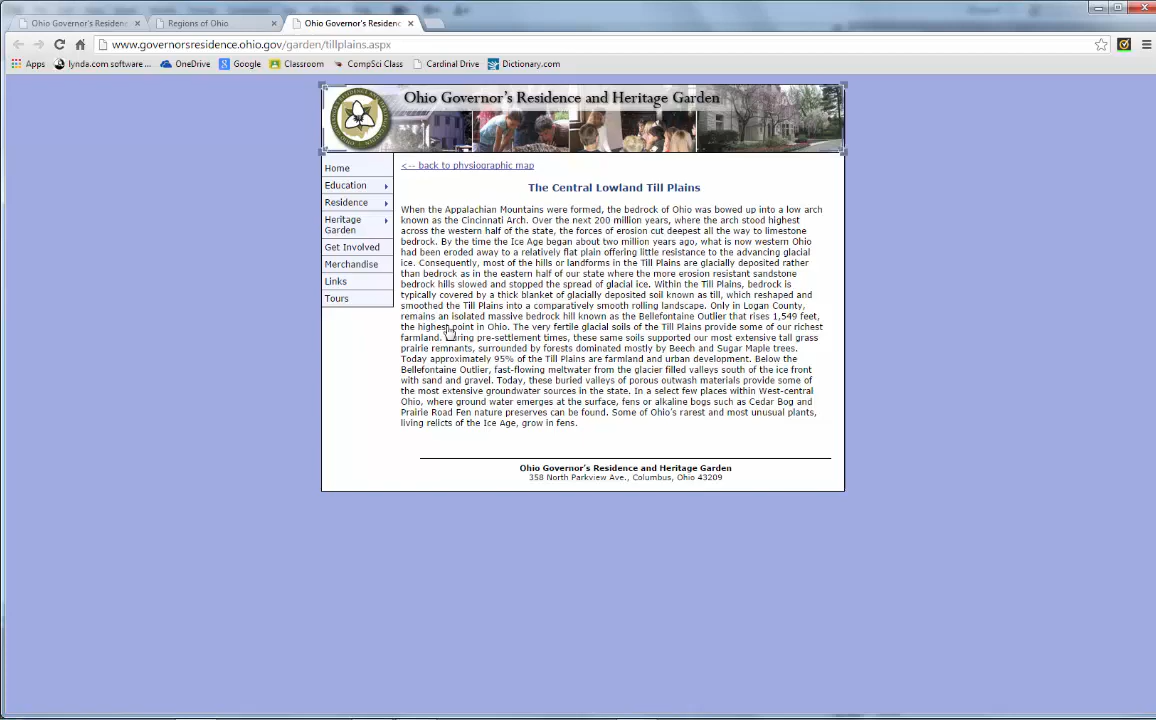 Ohio Governor's Residenc
Regions of Ohio
Ohio Governor's Residenc
www.governorsresidence.ohio.gov/garden/tillplains.aspx
Apps
lynda.com software ...
OneDrive
Google
Classroom
CompSci Class
Cardinal Drive
Dictionary.com
Ohio Governor's Residence and Heritage Garden
Home
Education
Residence
Heritage
Garden
Get Involved
Merchandise
Links
Tours
<-- back to physiographic map
The Central Lowland Till Plains
When the Appalachian Mountains were formed, the bedrock of Ohio was bowed up into a low arch
known as the Cincinnati Arch. Over the next 200 million years, where the arch stood highest
across the western half of the state, the forces of erosion cut deepest all the way to limestone
bedrock. By the time the Ice Age began about two million years ago, what is now western Ohio
had been eroded away to a relatively flat plain offering little resistance to the advancing glacial
ice. Consequently, most of the hills or landforms in the Till Plains are glacially deposited rather
than bedrock as in the eastern half of our state where the more erosion resistant sandstone
bedrock hills slowed and stopped the spread of glacial ice. Within the Till Plains, bedrock is
typically covered by a thick blanket of glacially deposited soil known as till, which reshaped and
smoothed the Till Plains into a comparatively smooth rolling landscape. Only in Logan County,
remains an isolated massive bedrock hill known as the Bellefontaine Outlier that rises 1,549 feet,
the highest point in Ohio. The very fertile glacial soils of the Till Plains provide some of our richest
farmland. During pre-settlement times, these same soils supported our most extensive tall grass
prairie remnants, surrounded by forests dominated mostly by Beech and Sugar Maple trees.
Today approximately 95% of the Till Plains are farmland and urban development. Below the
Bellefontaine Outlier, fast-flowing meltwater from the glacier filled valleys south of the ice front
with sand and gravel. Today, these buried valleys of porous outwash materials provide some of
the most extensive groundwater sources in the state. In a select few places within West-central
Ohio, where ground water emerges at the surface, fens or alkaline bogs such as Cedar Bog and
Prairie Road Fen nature preserves can be found. Some of Ohio's rarest and most unusual plants,
living relicts of the Ice Age, grow in fens.
Ohio Governor's Residence and Heritage Garden
358 North Parkview Ave., Columbus, Ohio 43209